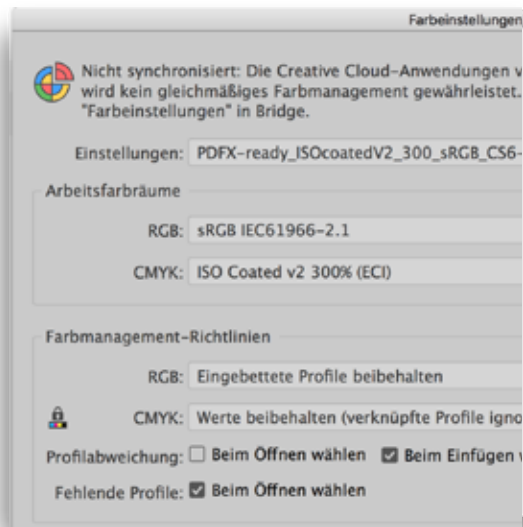 Farbeinstellungen
Nicht synchronisiert: Die Creative Cloud-Anwendungen
wird kein gleichmäßiges Farbmanagement gewährleistet.
"Farbeinstellungen" in Bridge.
Einstellungen: PDFX-ready_ISOcoatedV2_300_sRGB_CS6-
Arbeitsfarbräume
RGB: sRGB IEC61966-2.1
CMYK: ISO Coated v2 300% (ECI)
Farbmanagement-Richtlinien
RGB: Eingebettete Profile beibehalten
CMYK: Werte beibehalten (verknüpfte Profile
Profilabweichung: Beim Öffnen wählen Beim Einfügen
Fehlende Profile: Beim Öffnen wählen